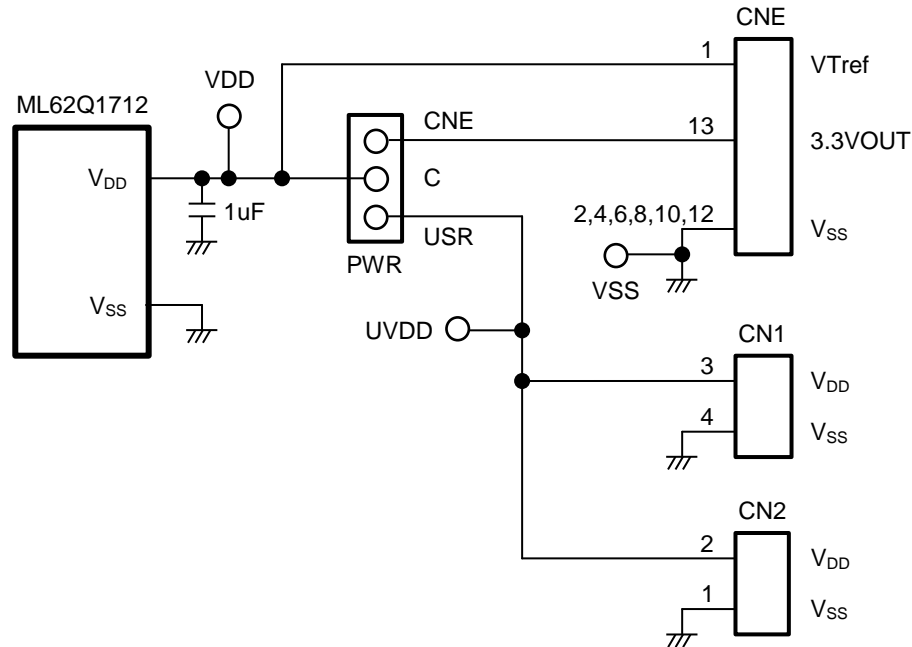 CNE
1
VTref
VDD
ML62Q1712
CNE
13
3.3VOUT
VDD
C
1uF
USR
2,4,6,8,10,12
VSS
PWR
VSS
VSS
UVDD
CN1
3
VDD
4
VSS
CN2
2
VDD
1
VSS